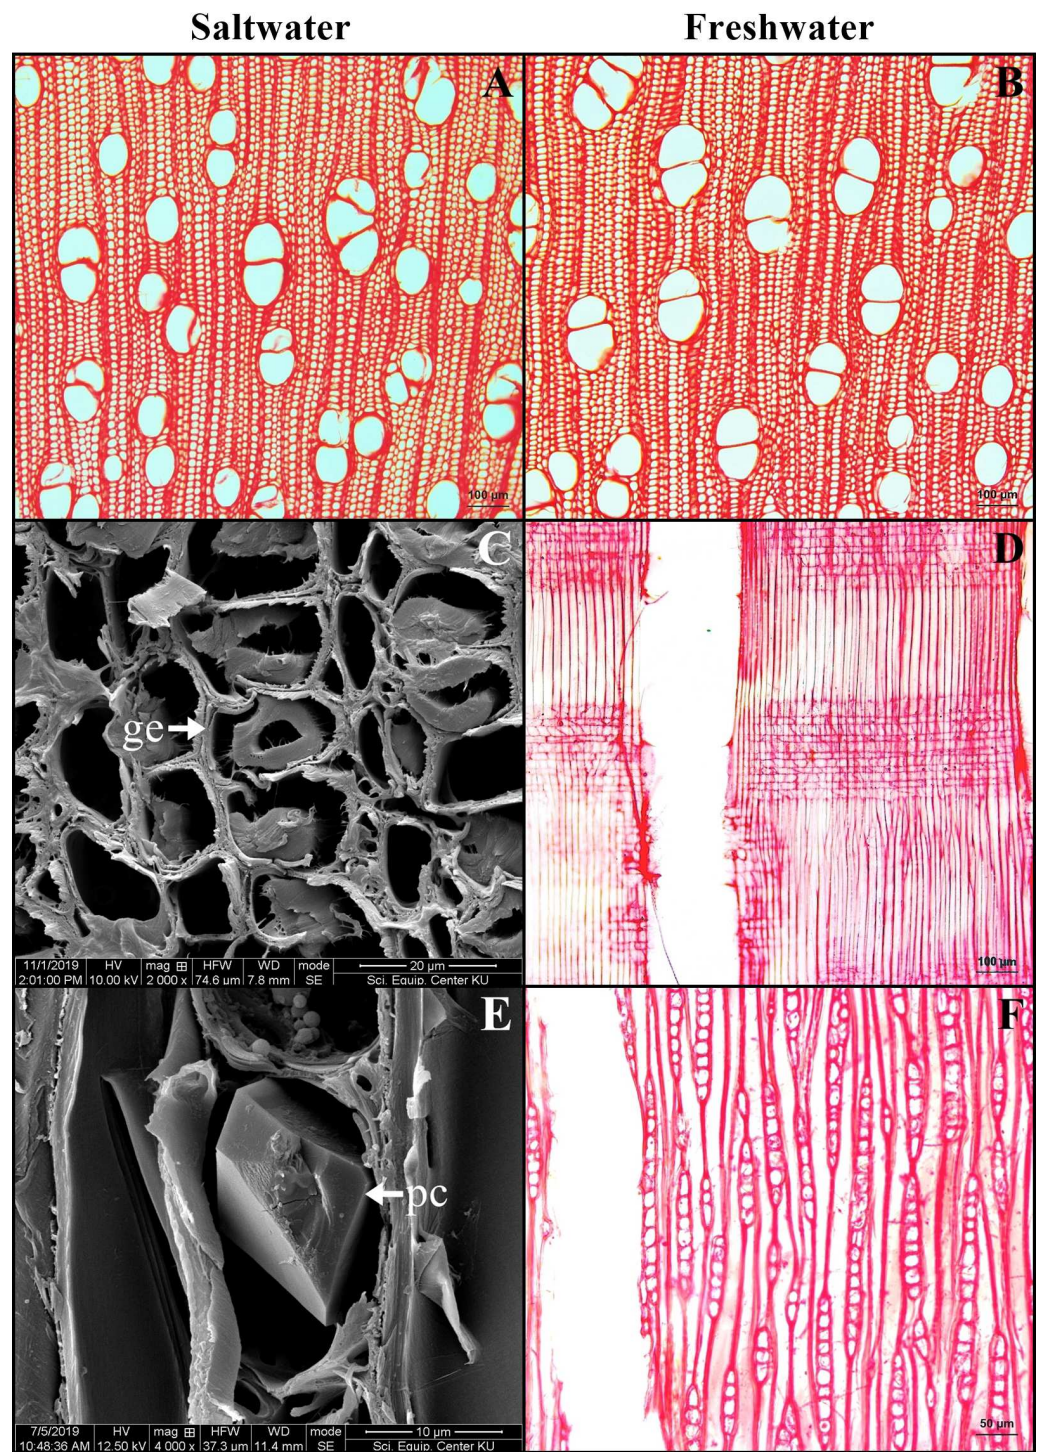 Saltwater Freshwater
A B
100 µm 100 µm
C D
ge
100 µm
11/1/2019 HV mag HFW WD mode 20 µm
2:01:00 PM 10.00 kV 2 000 x 74.6 µm 7.8 mm SE Sci. Equip. Center KU
E F
pc
50 µm
7/5/2019 HV mag HFW WD mode 10 µm
10:48:36 AM 12.50 kV 4 000 x 37.3 µm 11.4 mm SE Sci. Equip. Center KU